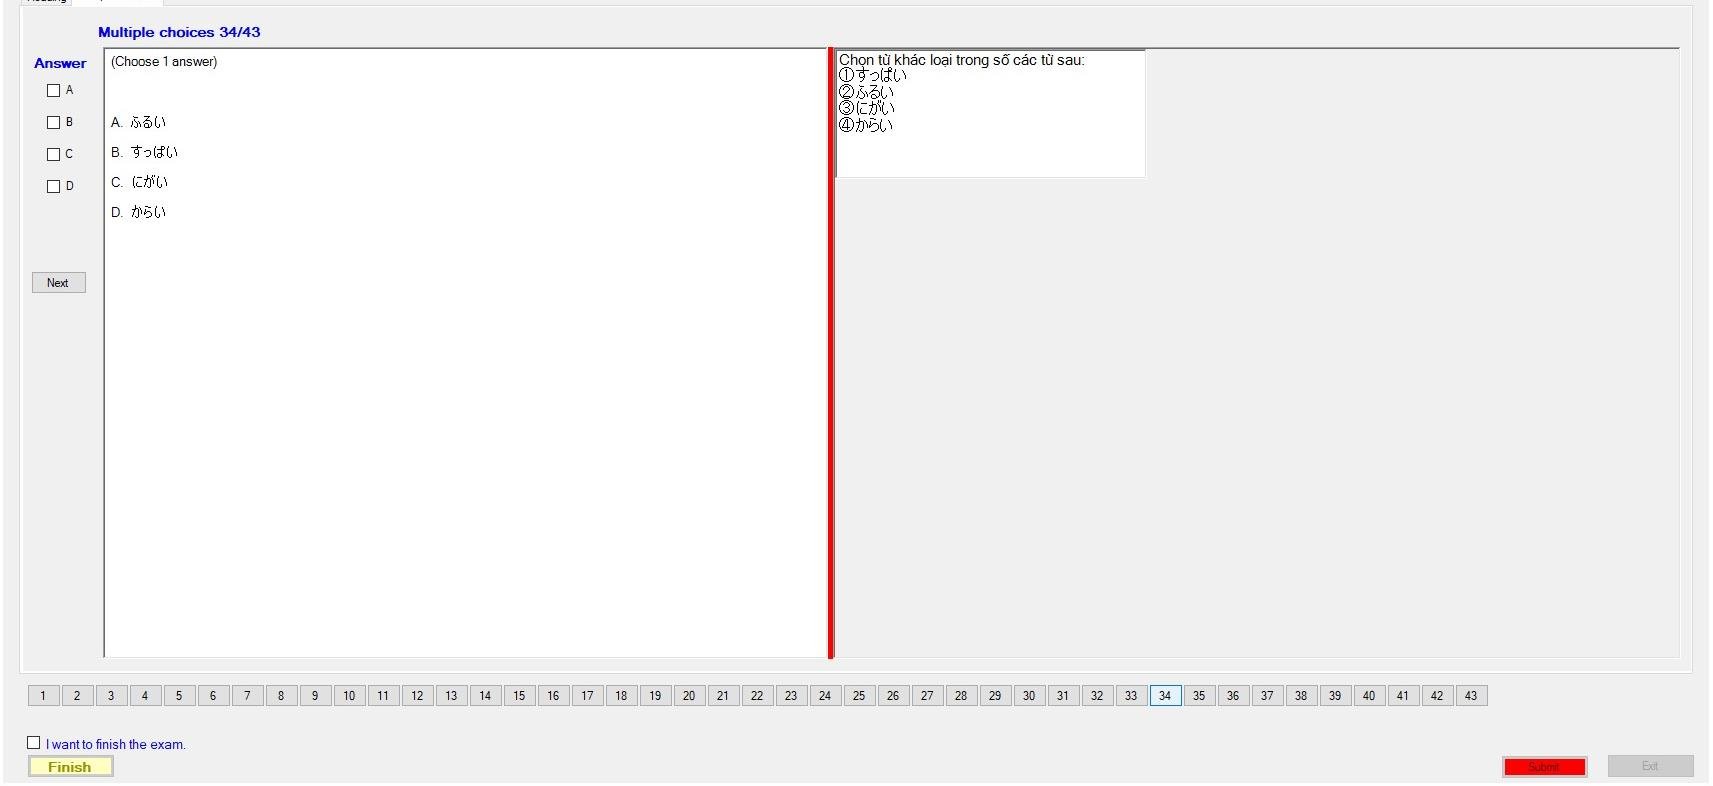 Multiple choices 34/43
Answer
A
B
C
D
Next
(Choose 1 answer)
A. ふるい
B. すっぱい
C. にがい
D. からい
Chọn từ khác loại trong số các từ sau:
①すっぱい
②ふるい
③にがい
④からい
1 2 3 4 5 6 7 8 9 10 11 12 13 14 15 16 17 18 19 20 21 22 23 24 25 26 27 28 29 30 31 32 33 34 35 36 37 38 39 40 41 42 43
I want to finish the exam.
Finish
Submit
Exit